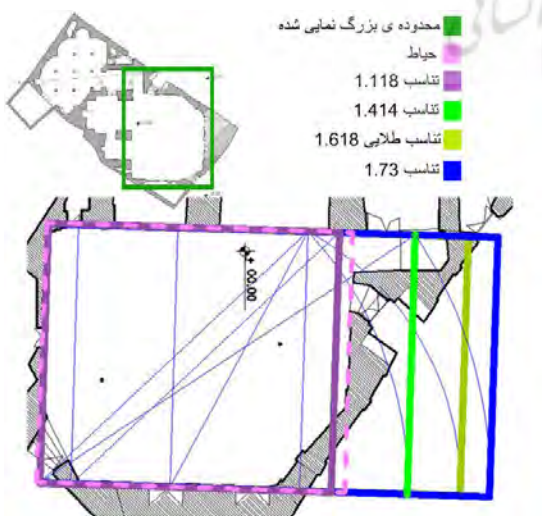 محدوده ی بزرگ نمایی شده
حیاط
تناسب 1.118
تناسب 1.414
تناسب طلایی 1.618
تناسب 1.73
+ 00.00